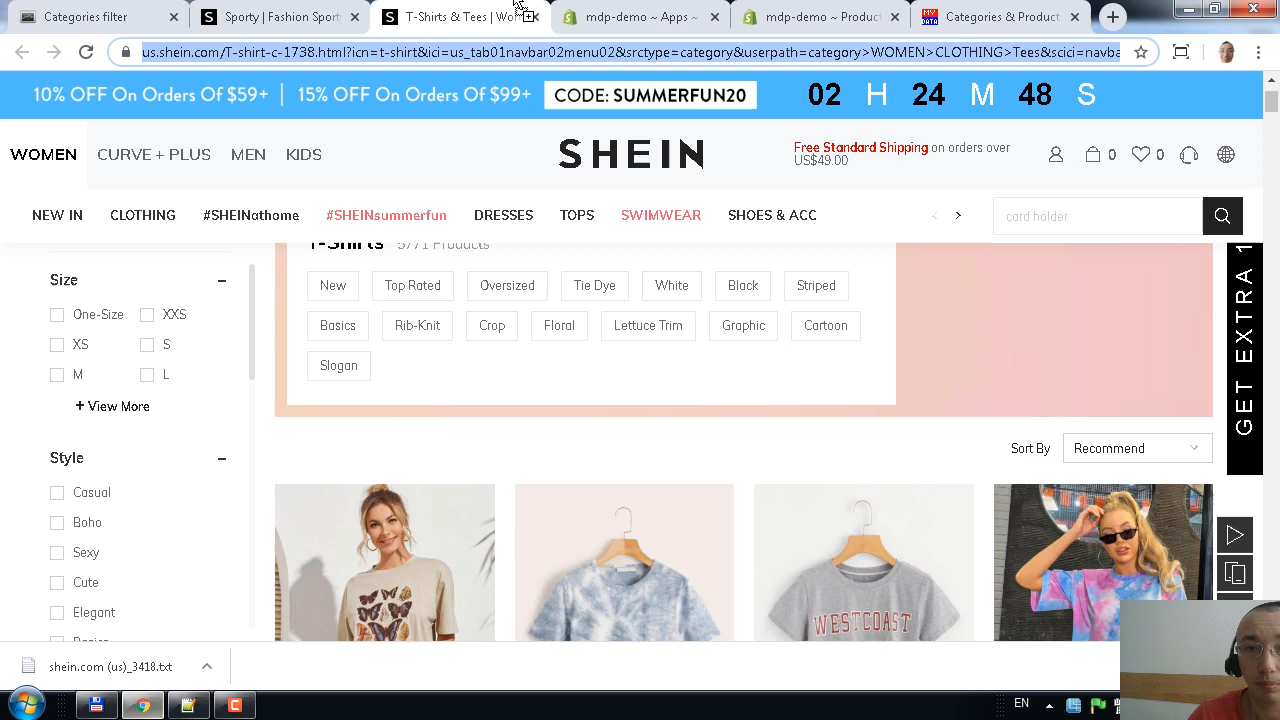 Categories filter
Sporty | Fashion Sport
T-Shirts & Tees | Wo
mdp-demo ~ Apps ~
mdp-demo ~ Product
MY DATA
Categories & Product
us.shein.com/T-shirt-c-1738.html?icn=t-shirt&ici=us_tab01navbar02menu02&srctype=category&userpath=category>WOMEN>CLOTHING>Tees&scici=navba
10% OFF On Orders Of $59+ | 15% OFF On Orders Of $99+ CODE: SUMMERFUN20 02 H 24 M 48 S
WOMEN CURVE + PLUS MEN KIDS
SHEIN
Free Standard Shipping on orders over
US$49.00
0 0
NEW IN CLOTHING #SHEINathome #SHEINsummerfun DRESSES TOPS SWIMWEAR SHOES & ACC
card holder
T-Shirts 5771 Products
Size
One-Size XXS
XS S
M L
+ View More
Style
Casual
Boho
Sexy
Cute
Elegant
New Top Rated Oversized Tie Dye White Black Striped
Basics Rib-Knit Crop Floral Lettuce Trim Graphic Cartoon
Slogan
GET EXTRA 1
Sort By Recommend
WESTCOAST
shein.com (us)_3418.txt
EN